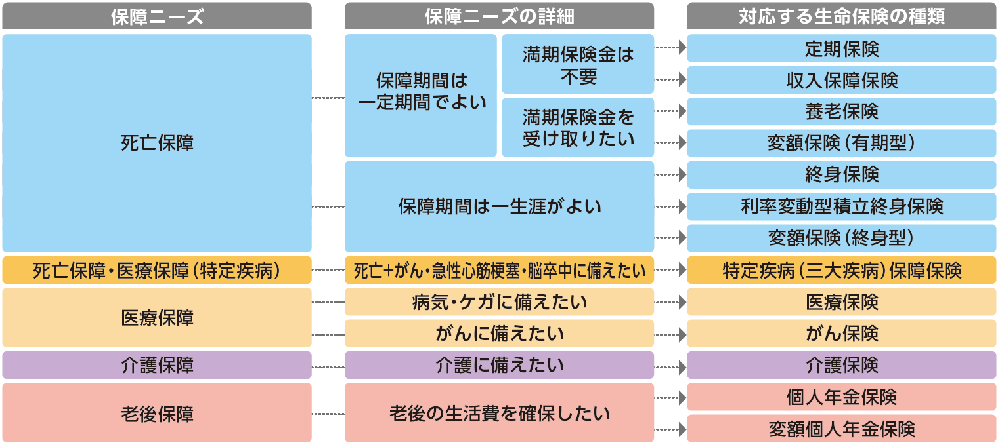 保障ニーズ
保障ニーズの詳細
対応する生命保険の種類
死亡保障
保障期間は
一定期間でよい
満期保険金は
不要
定期保険
収入保障保険
満期保険金を
受け取りたい
養老保険
変額保険(有期型)
保障期間は一生涯がよい
終身保険
利率変動型積立終身保険
変額保険(終身型)
死亡保障・医療保障(特定疾病)
死亡+がん・急性心筋梗塞・脳卒中に備えたい
特定疾病(三大疾病)保障保険
医療保障
病気・ケガに備えたい
医療保険
がんに備えたい
がん保険
介護保障
介護に備えたい
介護保険
老後保障
老後の生活費を確保したい
個人年金保険
変額個人年金保険